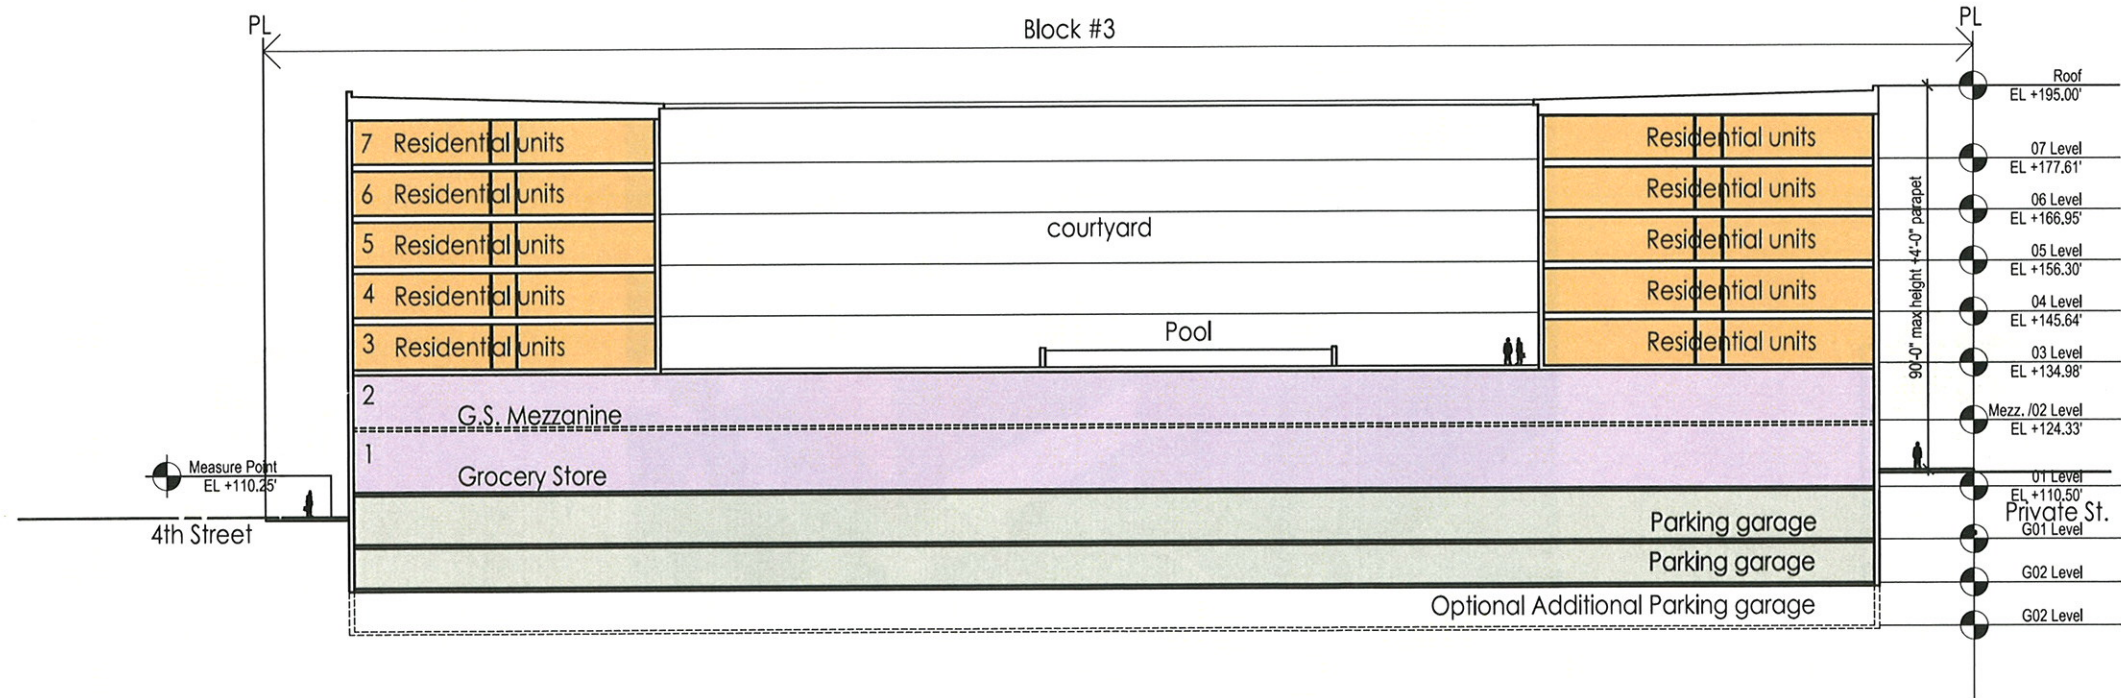 PL
Block #3
PL
Roof
EL +195.00'
7 Residential units
Residential units
07 Level
EL +177.61'
6 Residential units
Residential units
06 Level
EL +166.95'
courtyard
5 Residential units
Residential units
05 Level
EL +156.30'
4 Residential units
Residential units
04 Level
EL +145.64'
Pool
3 Residential units
Residential units
03 Level
EL +134.98'
90'-0" max height +4'-0" parapet
2
G.S. Mezzanine
Mezz. /02 Level
EL +124.33'
1
Grocery Store
Measure Point
EL +110.25'
01 Level
EL +110.50'
4th Street
Private St.
Parking garage
G01 Level
Parking garage
G02 Level
Optional Additional Parking garage
G02 Level